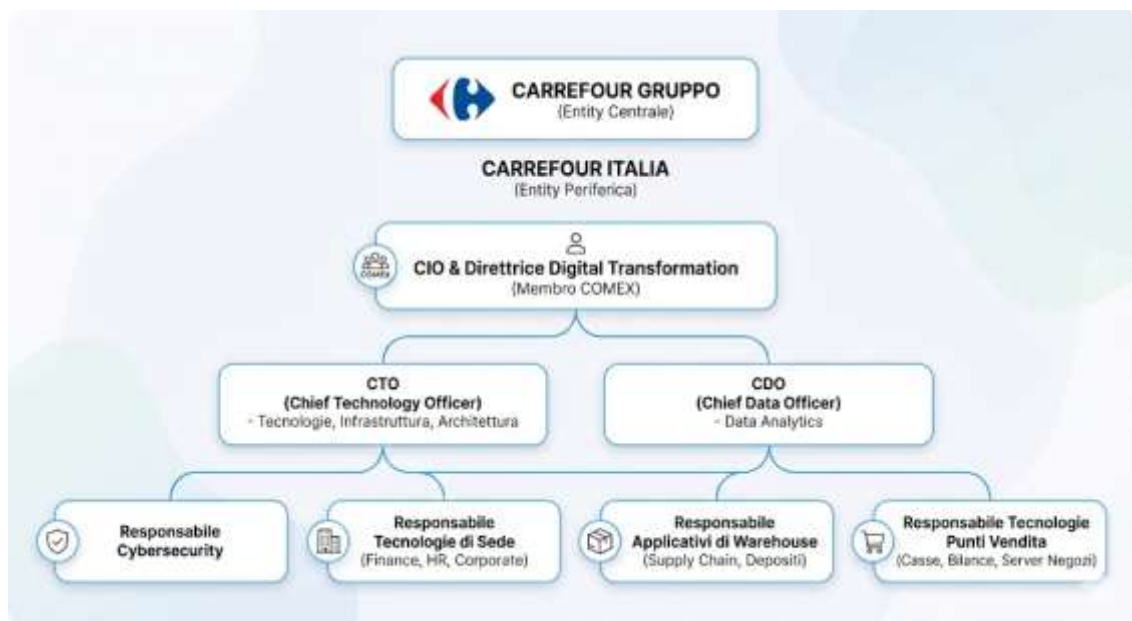 CARREFOUR GRUPPO
(Entity Centrale)
CARREFOUR ITALIA
(Entity Periferica)
COMEX
CIO & Direttrice Digital Transformation
(Membro COMEX)
CTO
(Chief Technology Officer)
- Tecnologie, Infrastruttura, Architettura
CDO
(Chief Data Officer)
- Data Analytics
Responsabile
Cybersecurity
Responsabile
Tecnologie di Sede
(Finance, HR, Corporate)
Responsabile
Applicativi di Warehouse
(Supply Chain, Depositi)
Responsabile Tecnologie
Punti Vendita
(Casse, Bilance, Server Negozi)